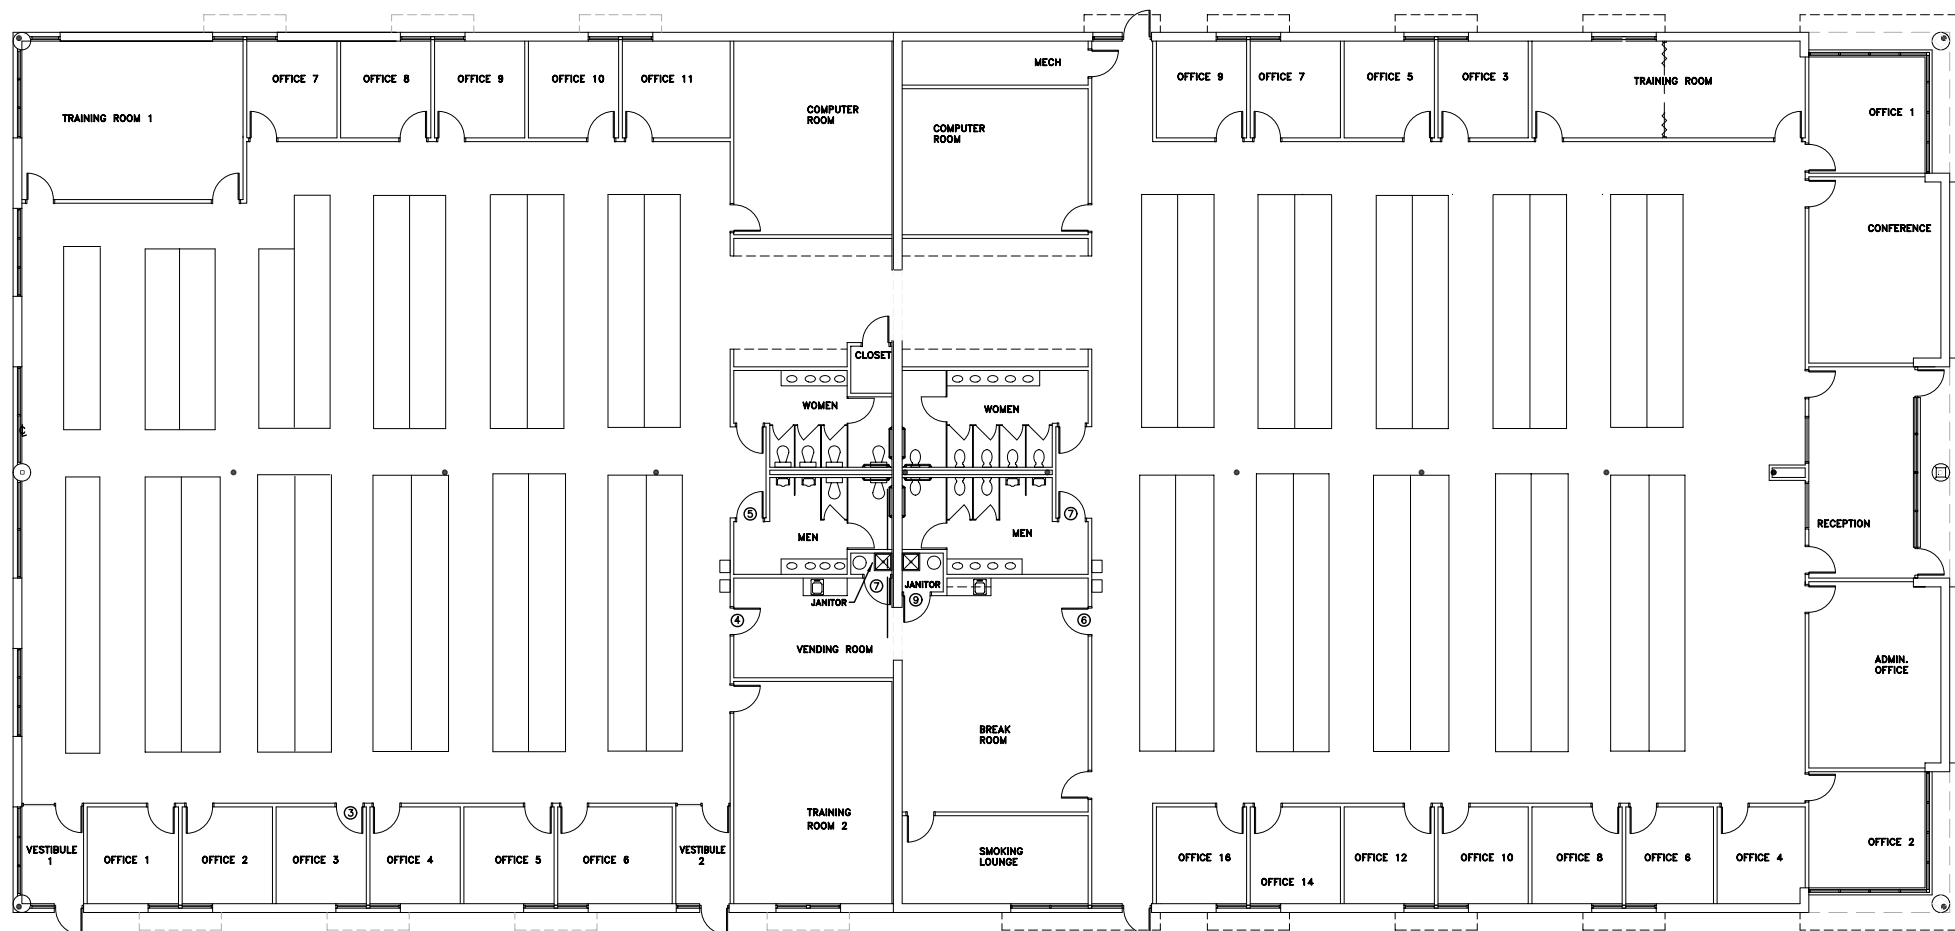 MECH
OFFICE 7
OFFICE 8
OFFICE 9
OFFICE 10
OFFICE 11
OFFICE 9
OFFICE 7
OFFICE 5
OFFICE 3
TRAINING ROOM
TRAINING ROOM 1
COMPUTER
ROOM
COMPUTER
ROOM
OFFICE 1
CONFERENCE
CLOSET
WOMEN
WOMEN
5
7
MEN
MEN
RECEPTION
7
JANITOR
JANITOR
9
4
6
VENDING ROOM
ADMIN.
OFFICE
BREAK
ROOM
3
TRAINING
ROOM 2
VESTIBULE
1
OFFICE 1
OFFICE 2
OFFICE 3
OFFICE 4
OFFICE 5
OFFICE 6
VESTIBULE
2
SMOKING
LOUNGE
OFFICE 16
OFFICE 14
OFFICE 12
OFFICE 10
OFFICE 8
OFFICE 6
OFFICE 4
OFFICE 2